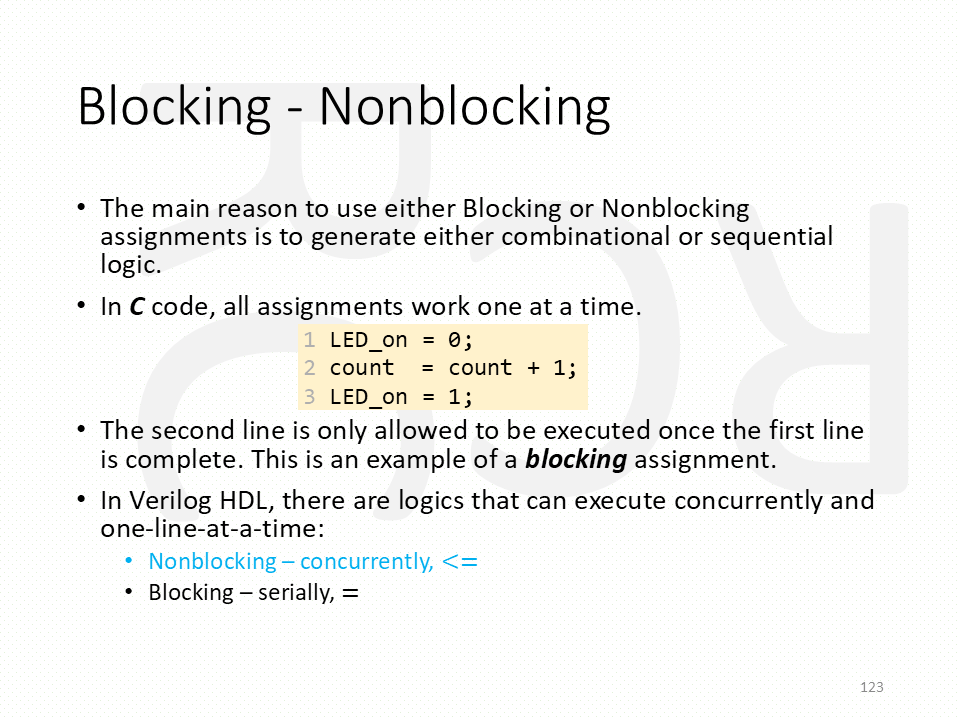 Blocking - Nonblocking
• The main reason to use either Blocking or Nonblocking
assignments is to generate either combinational or sequential
logic.
• In C code, all assignments work one at a time.
1 LED_on = 0;
2 count  = count + 1;
3 LED_on = 1;
• The second line is only allowed to be executed once the first line
is complete. This is an example of a blocking assignment.
• In Verilog HDL, there are logics that can execute concurrently and
one-line-at-a-time:
• Nonblocking – concurrently, <=
• Blocking – serially, =
123